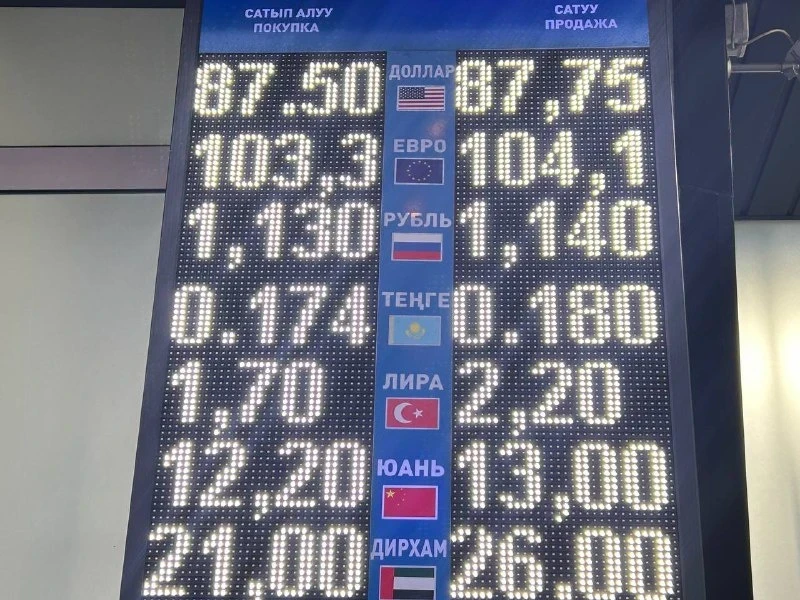 САТЫП АЛУУ САТУУ
ПОКУПКА ПРОДАЖА
87.50 ДОЛЛАР 87,75
103,3 ЕВРО 104,1
1,130 РУБЛЬ 1,140
0.174 ТЕҢГЕ 0.180
1,70 ЛИРА 2,20
12,20 ЮАНЬ 13,00
21,00 ДИРХАМ 26,00